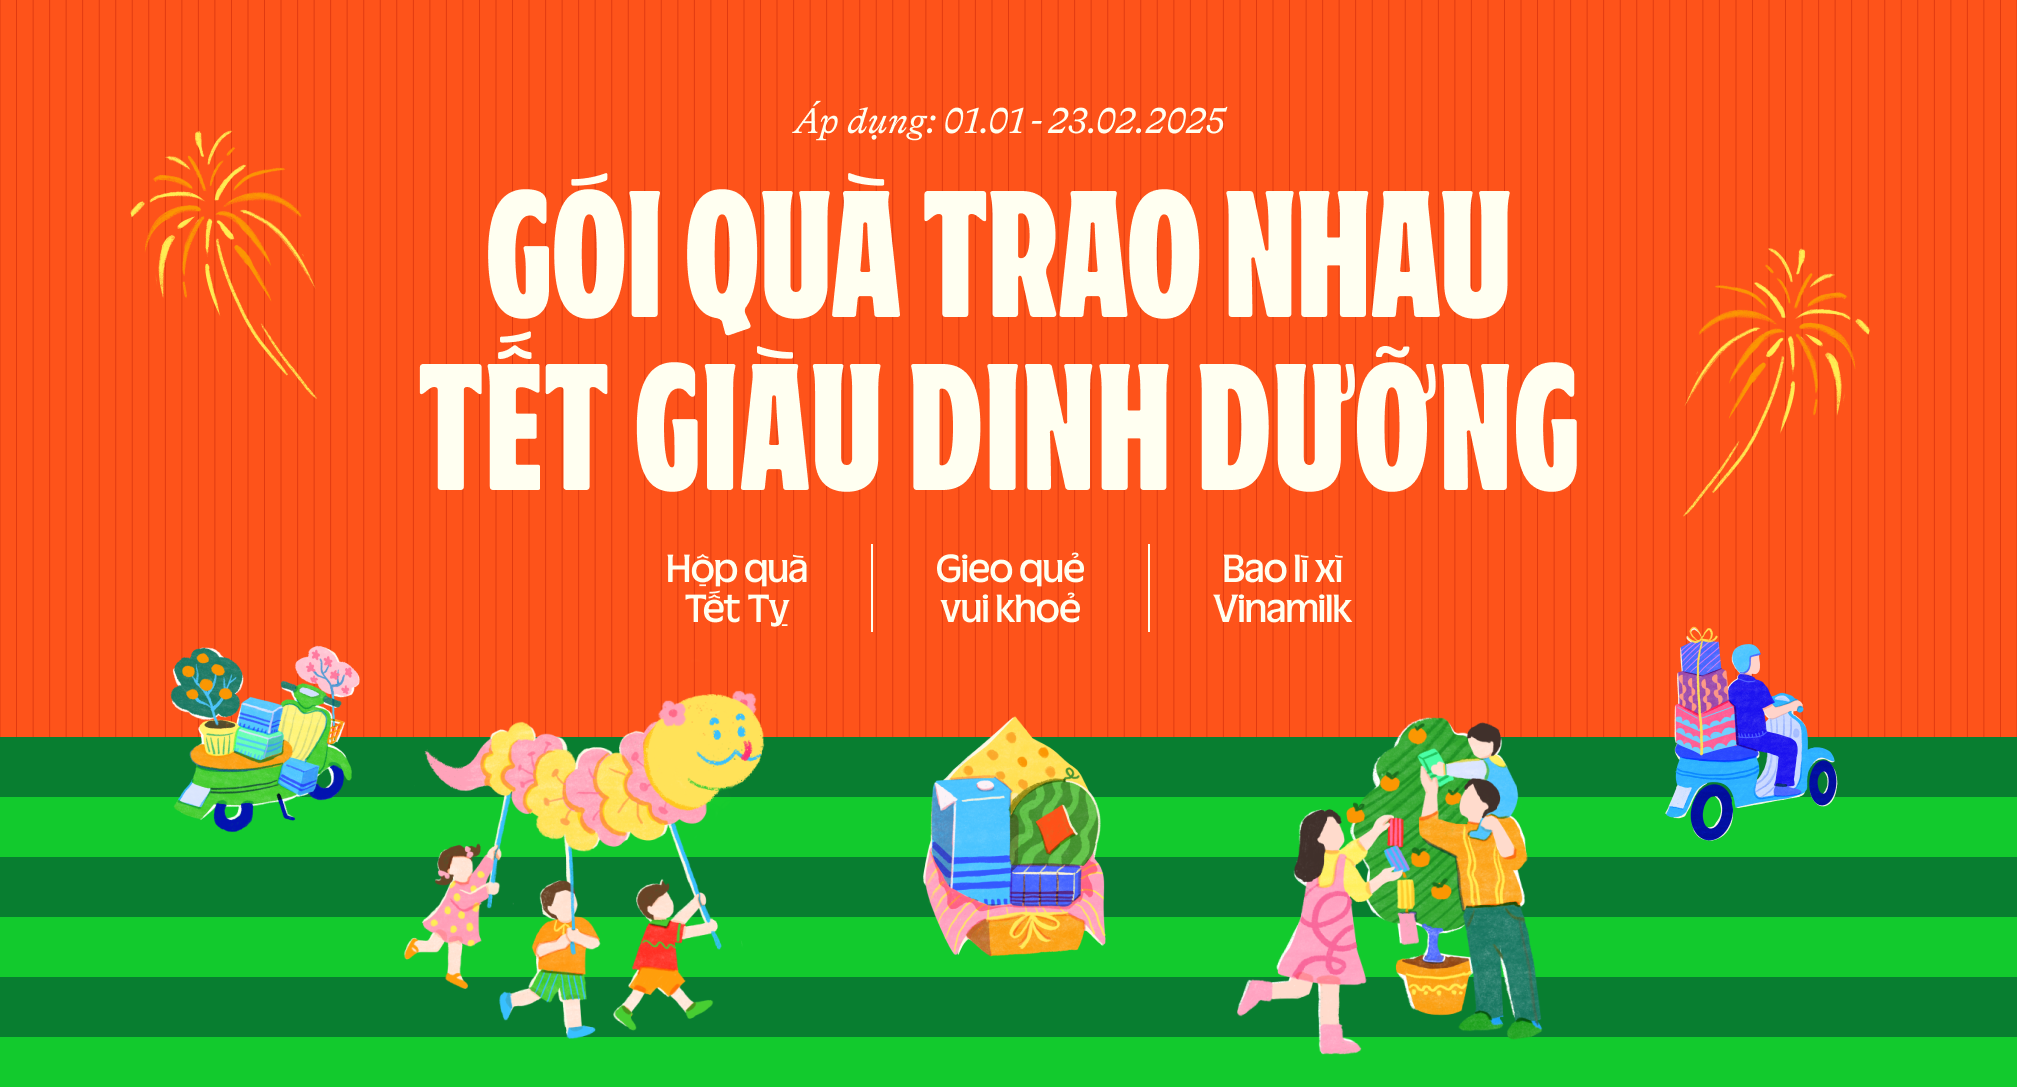 Áp dụng: 01.01 - 23.02.2025
GÓI QUÀ TRAO NHAU
TẾT GIÀU DINH DƯỠNG
Hộp quà
Tết Tỵ
Gieo quẻ
vui khoẻ
Bao lì xì
Vinamilk